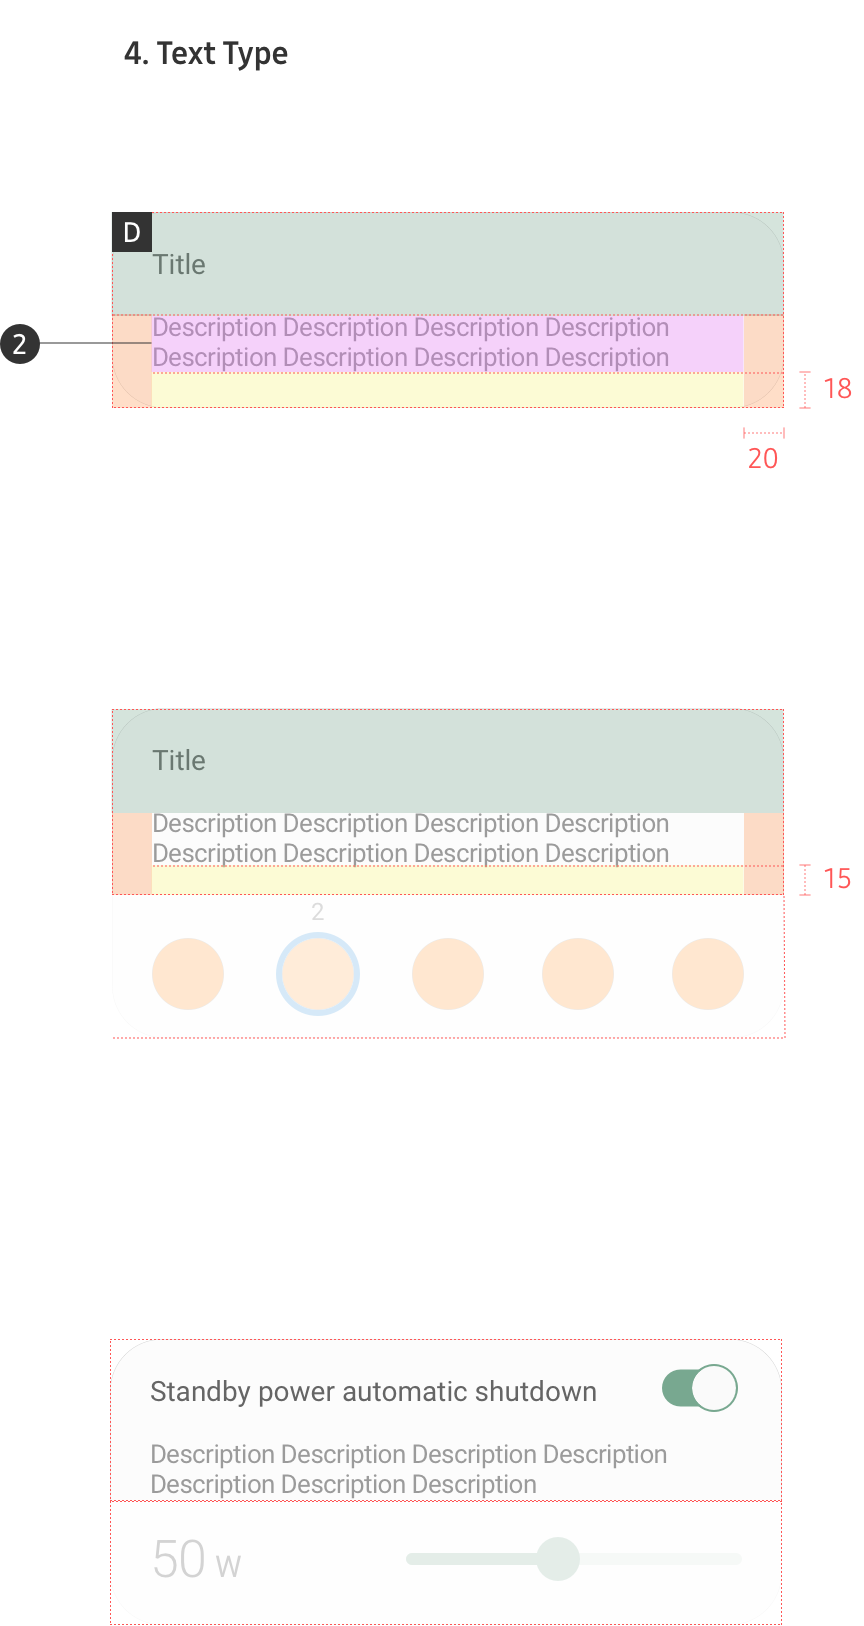 4. Text Type
D
Title
2
Description Description Description Description
Description Description Description Description
18
20
Title
Description Description Description Description
Description Description Description Description
15
2
Standby power automatic shutdown
Description Description Description Description
Description Description Description
50 W